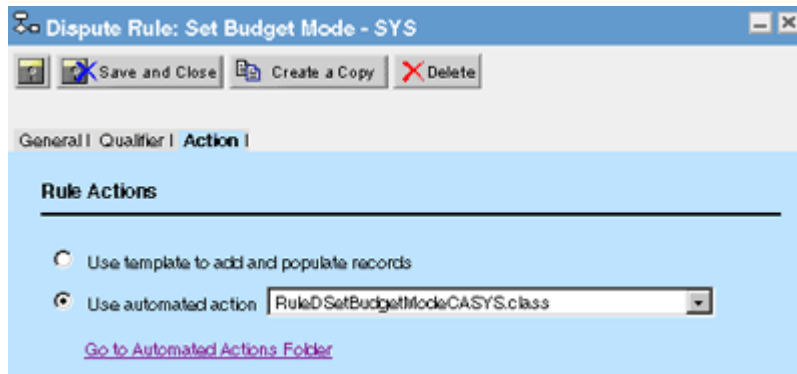 Dispute Rule: Set Budget Mode - SYS
Save and Close Create a Copy Delete
General | Qualifier | Action |
Rule Actions
Use template to add and populate records
Use automated action RuleDSetBudgetModeCASYS.class
Go to Automated Actions Folder